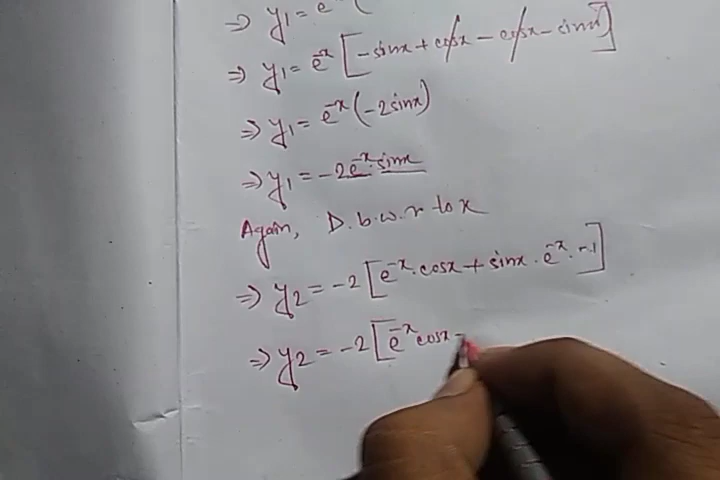 ⇒ y₁ = e⁻ˣ (
⇒ y₁ = e⁻ˣ [-sinx + cosx - cosx - sinx]
⇒ y₁ = e⁻ˣ (-2sinx)
⇒ y₁ = -2e⁻ˣ.sinx
Again, D.b.w.r to x
⇒ y₂ = -2 [e⁻ˣ.cosx + sinx.e⁻ˣ.-1]
⇒ y₂ = -2 [e⁻ˣ cosx -